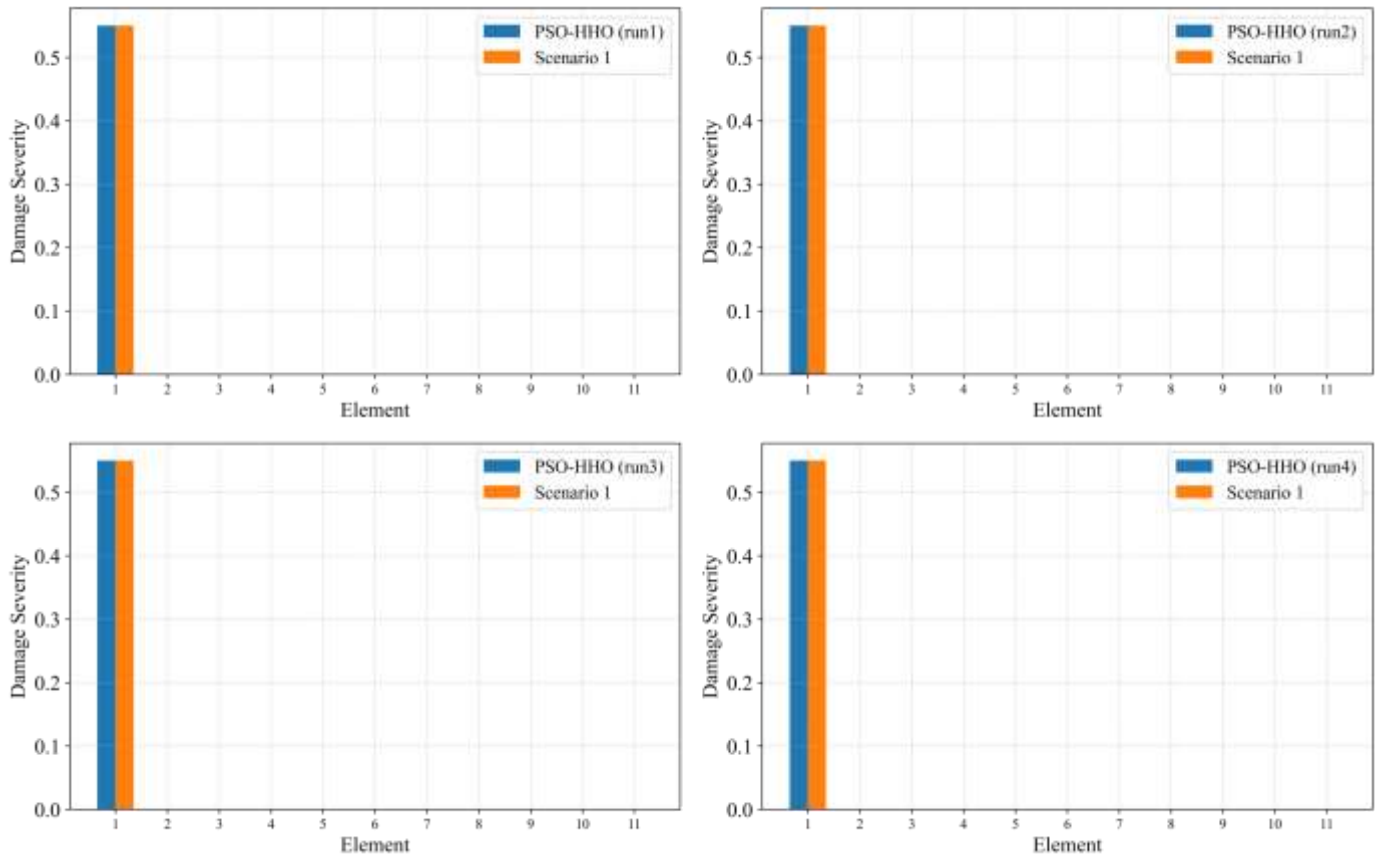 PSO-HHO (run1)
Scenario 1
Damage Severity
0.5
0.4
0.3
0.2
0.1
0.0
1 2 3 4 5 6 7 8 9 10 11
Element
PSO-HHO (run2)
Scenario 1
Damage Severity
0.5
0.4
0.3
0.2
0.1
0.0
1 2 3 4 5 6 7 8 9 10 11
Element
PSO-HHO (run3)
Scenario 1
Damage Severity
0.5
0.4
0.3
0.2
0.1
0.0
1 2 3 4 5 6 7 8 9 10 11
Element
PSO-HHO (run4)
Scenario 1
Damage Severity
0.5
0.4
0.3
0.2
0.1
0.0
1 2 3 4 5 6 7 8 9 10 11
Element